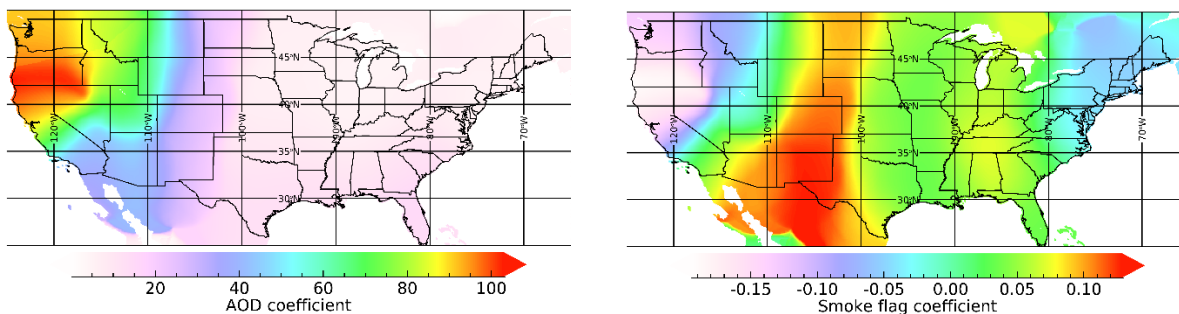 45°N
40°N
35°N
30°N
120°W
110°W
100°W
90°W
80°W
70°W
20 40 60 80 100
AOD coefficient
45°N
40°N
35°N
30°N
120°W
110°W
100°W
90°W
80°W
70°W
-0.15 -0.10 -0.05 0.00 0.05 0.10
Smoke flag coefficient